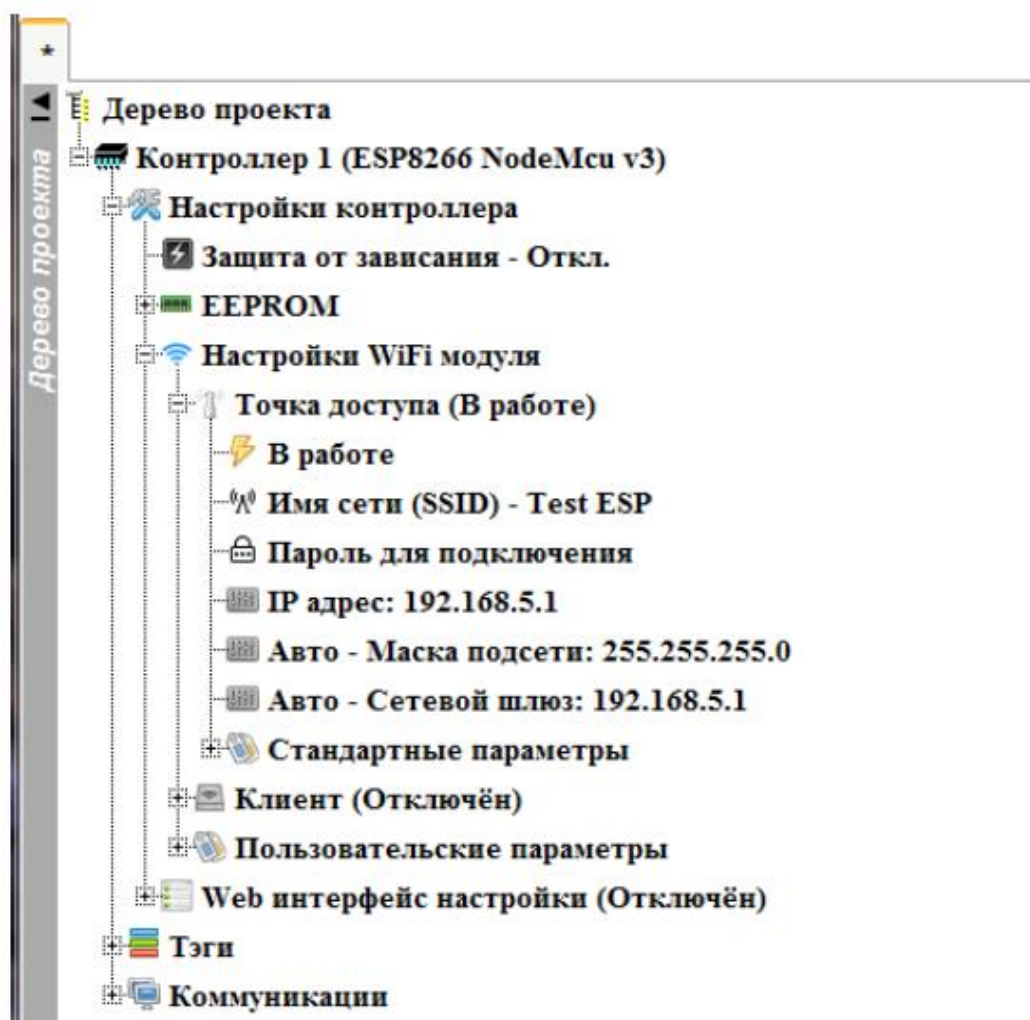 *
Дерево проекта
Дерево проекта
Контроллер 1 (ESP8266 NodeMcu v3)
Настройки контроллера
Защита от зависания - Откл.
EEPROM
Настройки WiFi модуля
Точка доступа (В работе)
В работе
Имя сети (SSID) - Test ESP
Пароль для подключения
IP адрес: 192.168.5.1
Авто - Маска подсети: 255.255.255.0
Авто - Сетевой шлюз: 192.168.5.1
Стандартные параметры
Клиент (Отключён)
Пользовательские параметры
Web интерфейс настройки (Отключён)
Тэги
Коммуникации